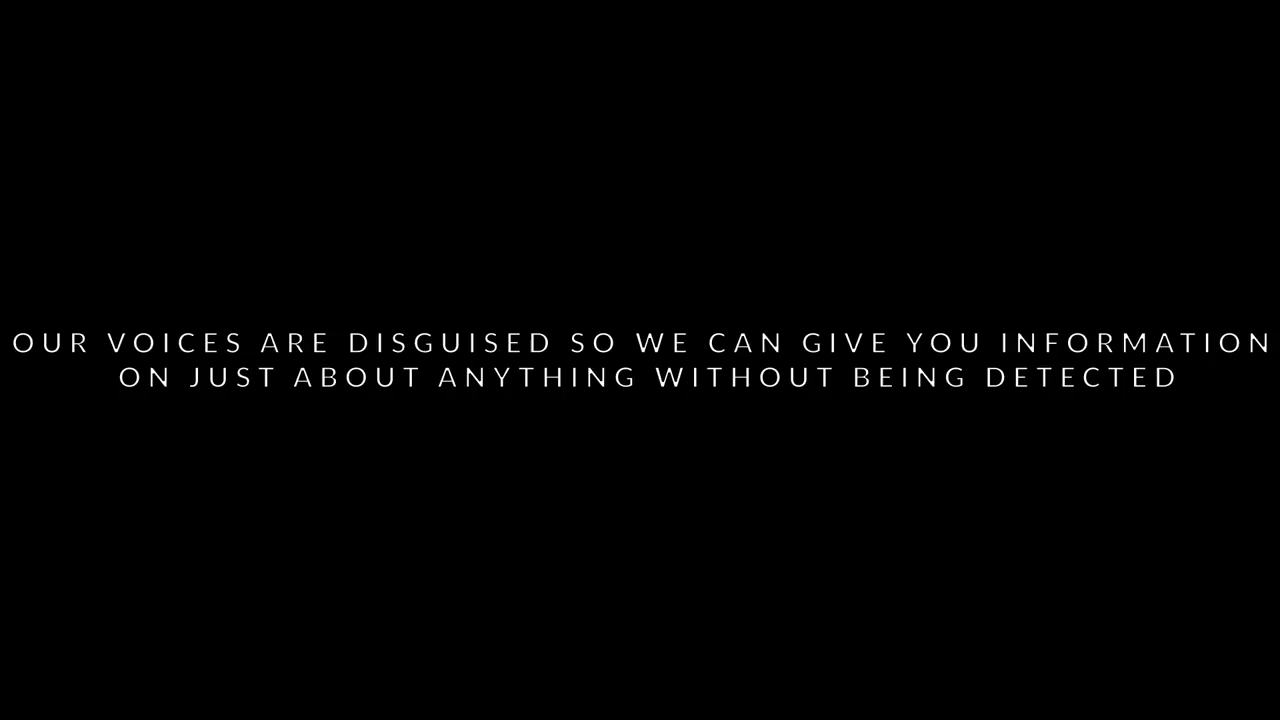 OUR VOICES ARE DISGUISED SO WE CAN GIVE YOU INFORMATION
ON JUST ABOUT ANYTHING WITHOUT BEING DETECTED